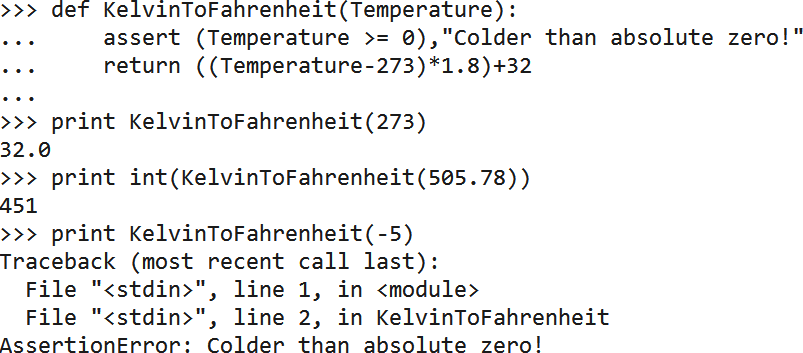 >>> def KelvinToFahrenheit(Temperature):
...     assert (Temperature >= 0),"Colder than absolute zero!"
...     return ((Temperature-273)*1.8)+32
...
>>> print KelvinToFahrenheit(273)
32.0
>>> print int(KelvinToFahrenheit(505.78))
451
>>> print KelvinToFahrenheit(-5)
Traceback (most recent call last):
  File "<stdin>", line 1, in <module>
  File "<stdin>", line 2, in KelvinToFahrenheit
AssertionError: Colder than absolute zero!